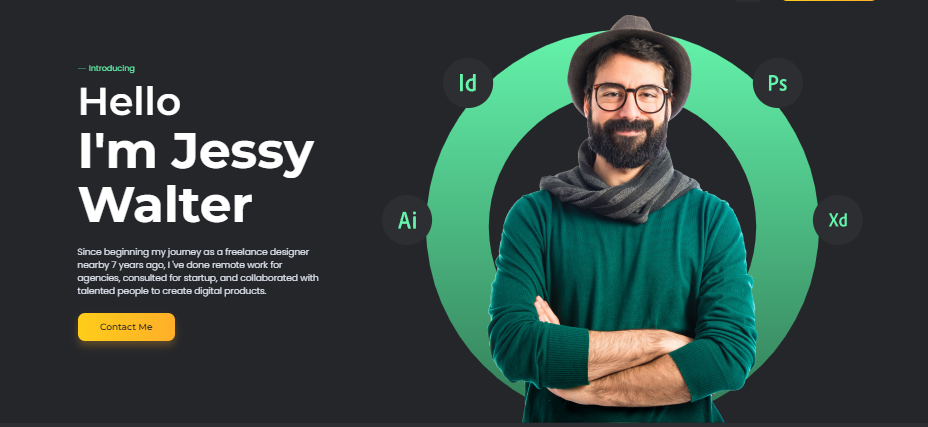 — Introducing
Hello
I'm Jessy
Walter
Since beginning my journey as a freelance designer
nearby 7 years ago, I 've done remote work for
agencies, consulted for startup, and collaborated with
talented people to create digital products.
Contact Me
Id
Ps
Ai
Xd